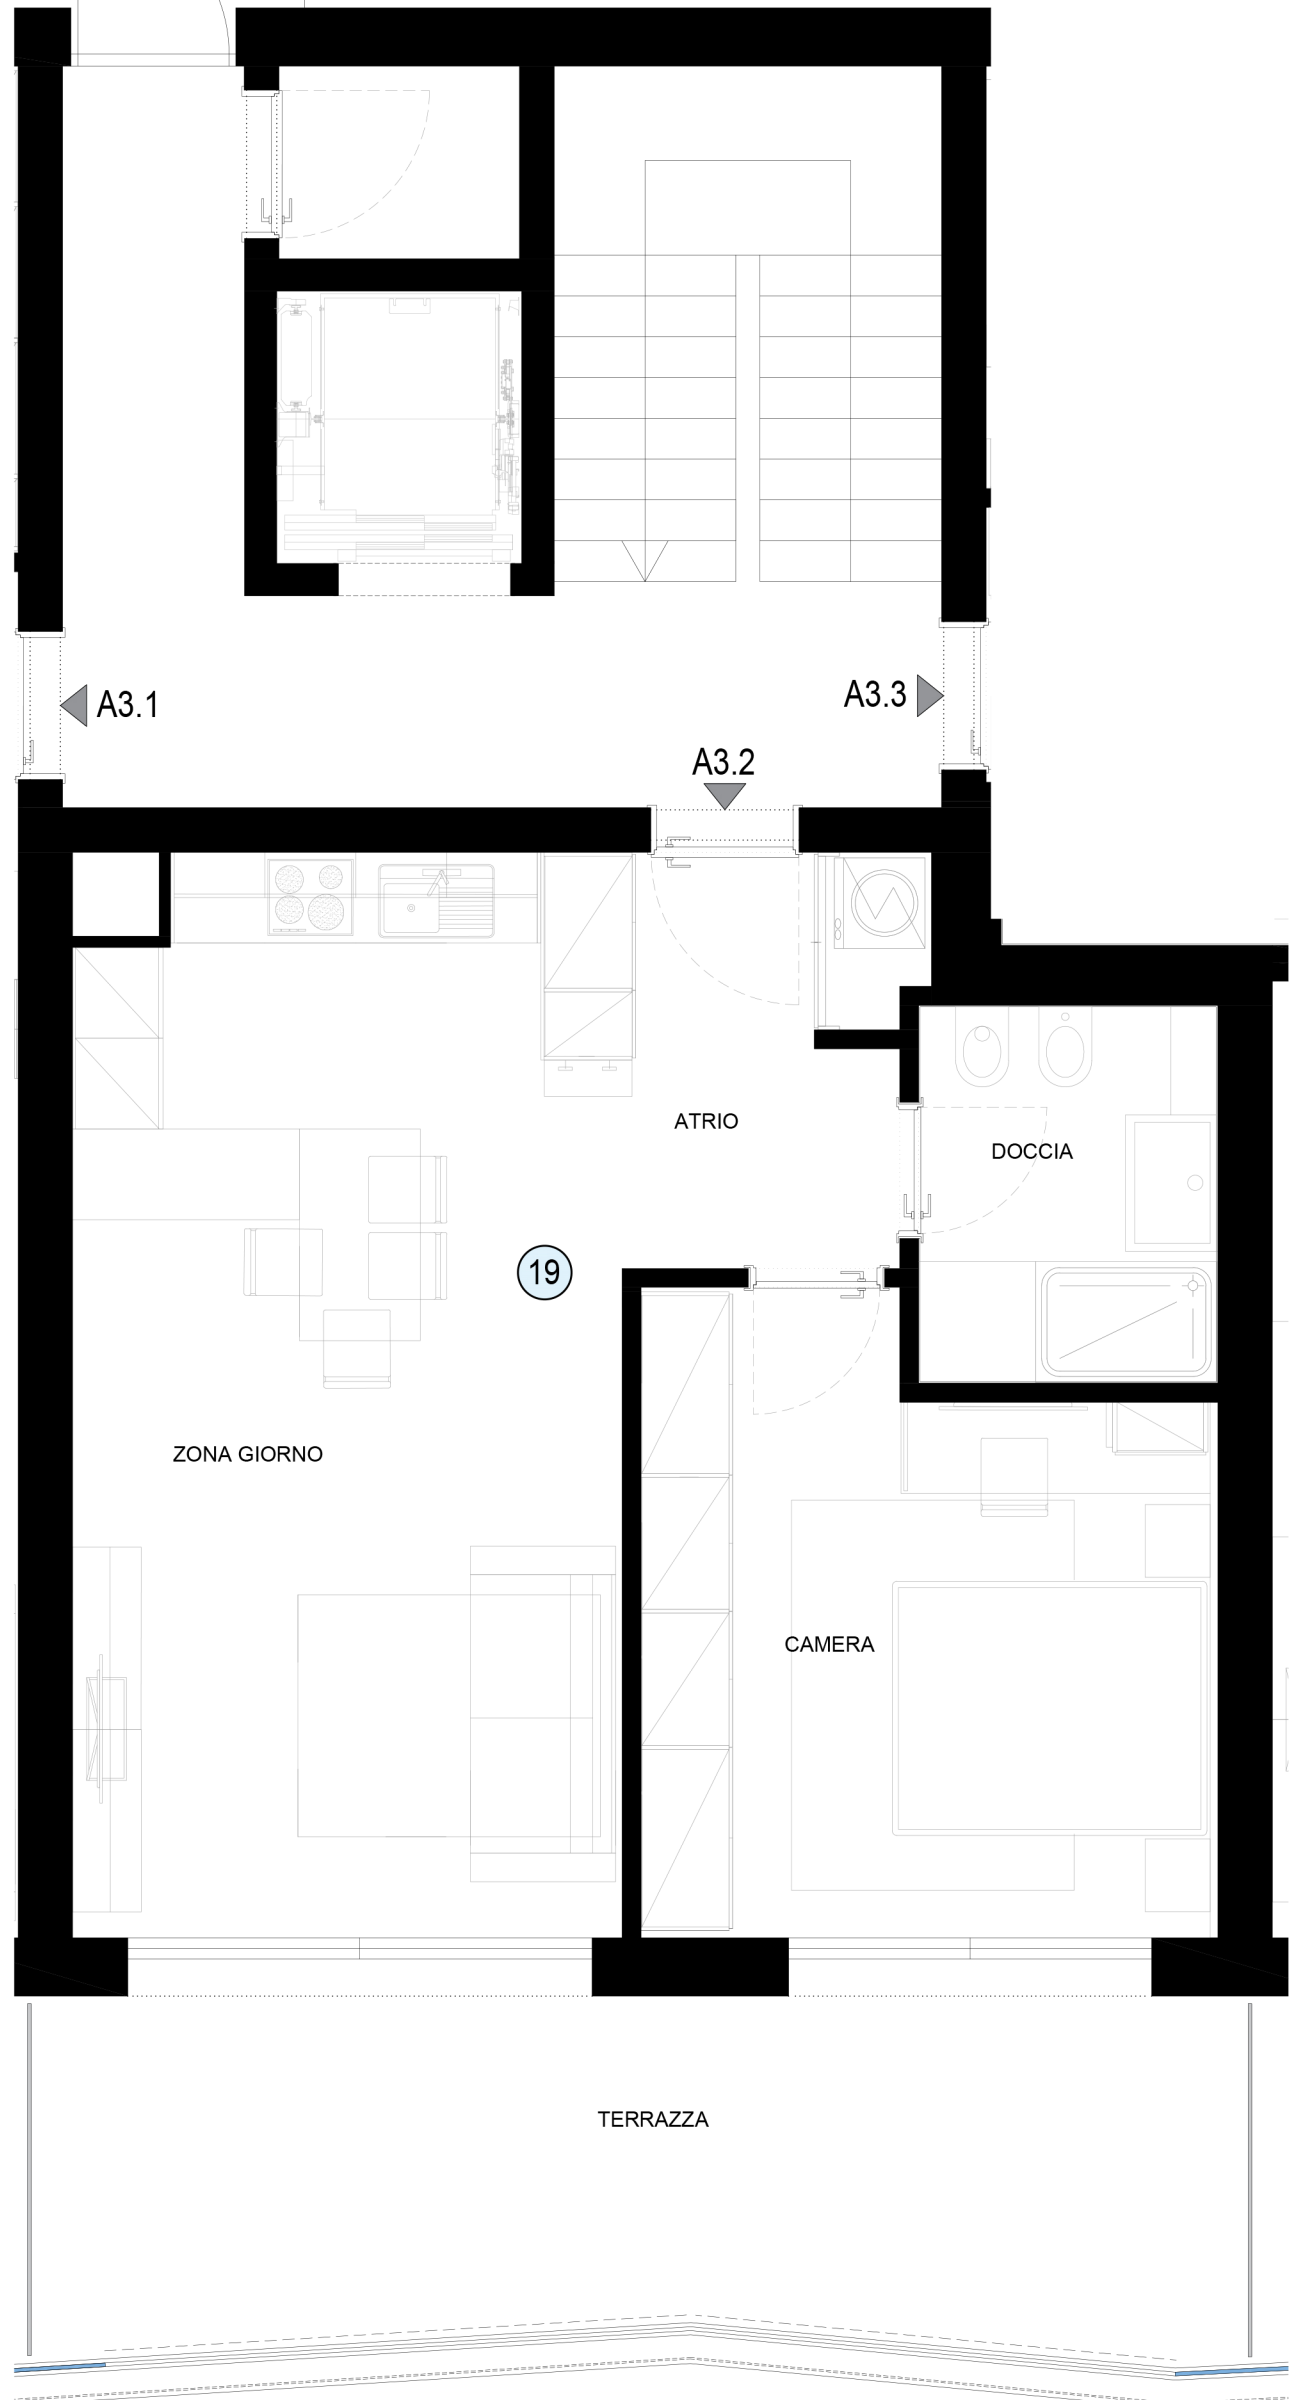 A3.1
A3.3
A3.2
ATRIO
DOCCIA
19
ZONA GIORNO
CAMERA
TERRAZZA